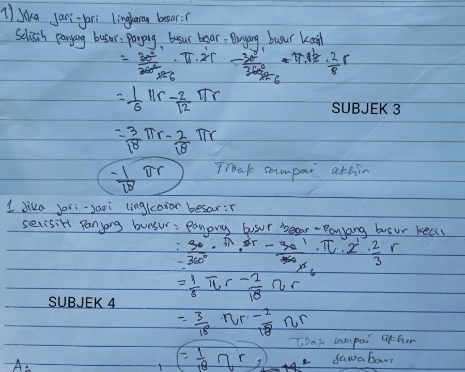 1) Jika jari-jari lingkaran besar: r
Selisih panjang busur = Panjang busur besar - Panjang busur kecil
= 30°/360° · π · 2r - 30°/360° · π · 2 · 2/ r
= 1/6 πr - 2/12 πr
SUBJEK 3
= 3/18 πr - 2/18 πr
= 1/18 πr Tidak sampai akhir
1 Jika jari-jari lingkaran besar: r
selisih panjang bunsur = Panjang busur besar - Panjang busur kecil
= 30/360° · π · 2r - 30/360 · π · 2 · 2/3 r
= 1/6 πr - 2/18 πr
SUBJEK 4
= 3/18 πr - 2/18 πr
Tidak sampai akhir
= 1/18 πr jawaban